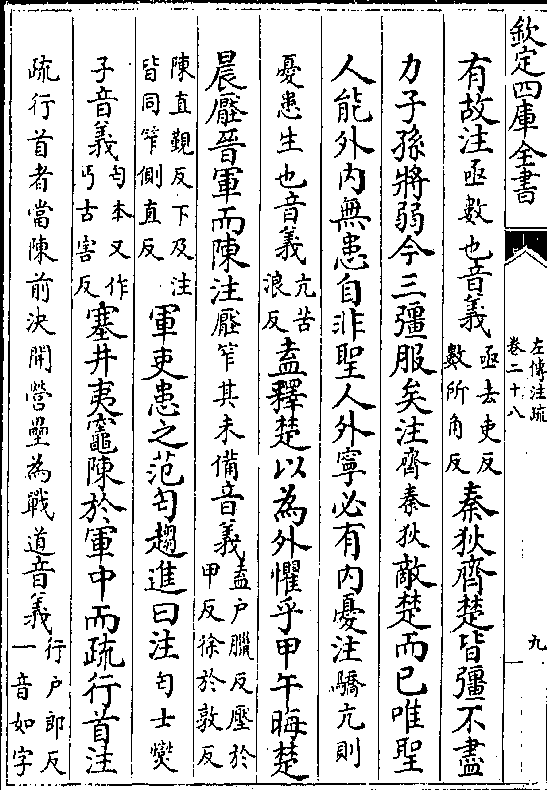 欽定四庫全書
左傳注疏
卷二十八
九
有故注亟數也音義亟去吏反數所角反秦狄齊楚皆彊不盡
力子孫將弱今三彊服矣注齊秦狄敵楚而已唯聖
人能外内無患自非聖人外寧必有内憂注驕亢則
憂患生也音義亢苦浪反盍釋楚以為外懼乎甲午晦楚
晨壓晉軍而陳注壓笮其未備音義盍户臘反壓於甲反徐於敦反
陳直覲反下及注皆同笮側直反軍吏患之范匄趨進曰注匄士燮
子音義匄本又作丐古害反塞井夷竈陳於軍中而疏行首注
疏行首者當陳前決開營壘為戰道音義行户郎反一音如字